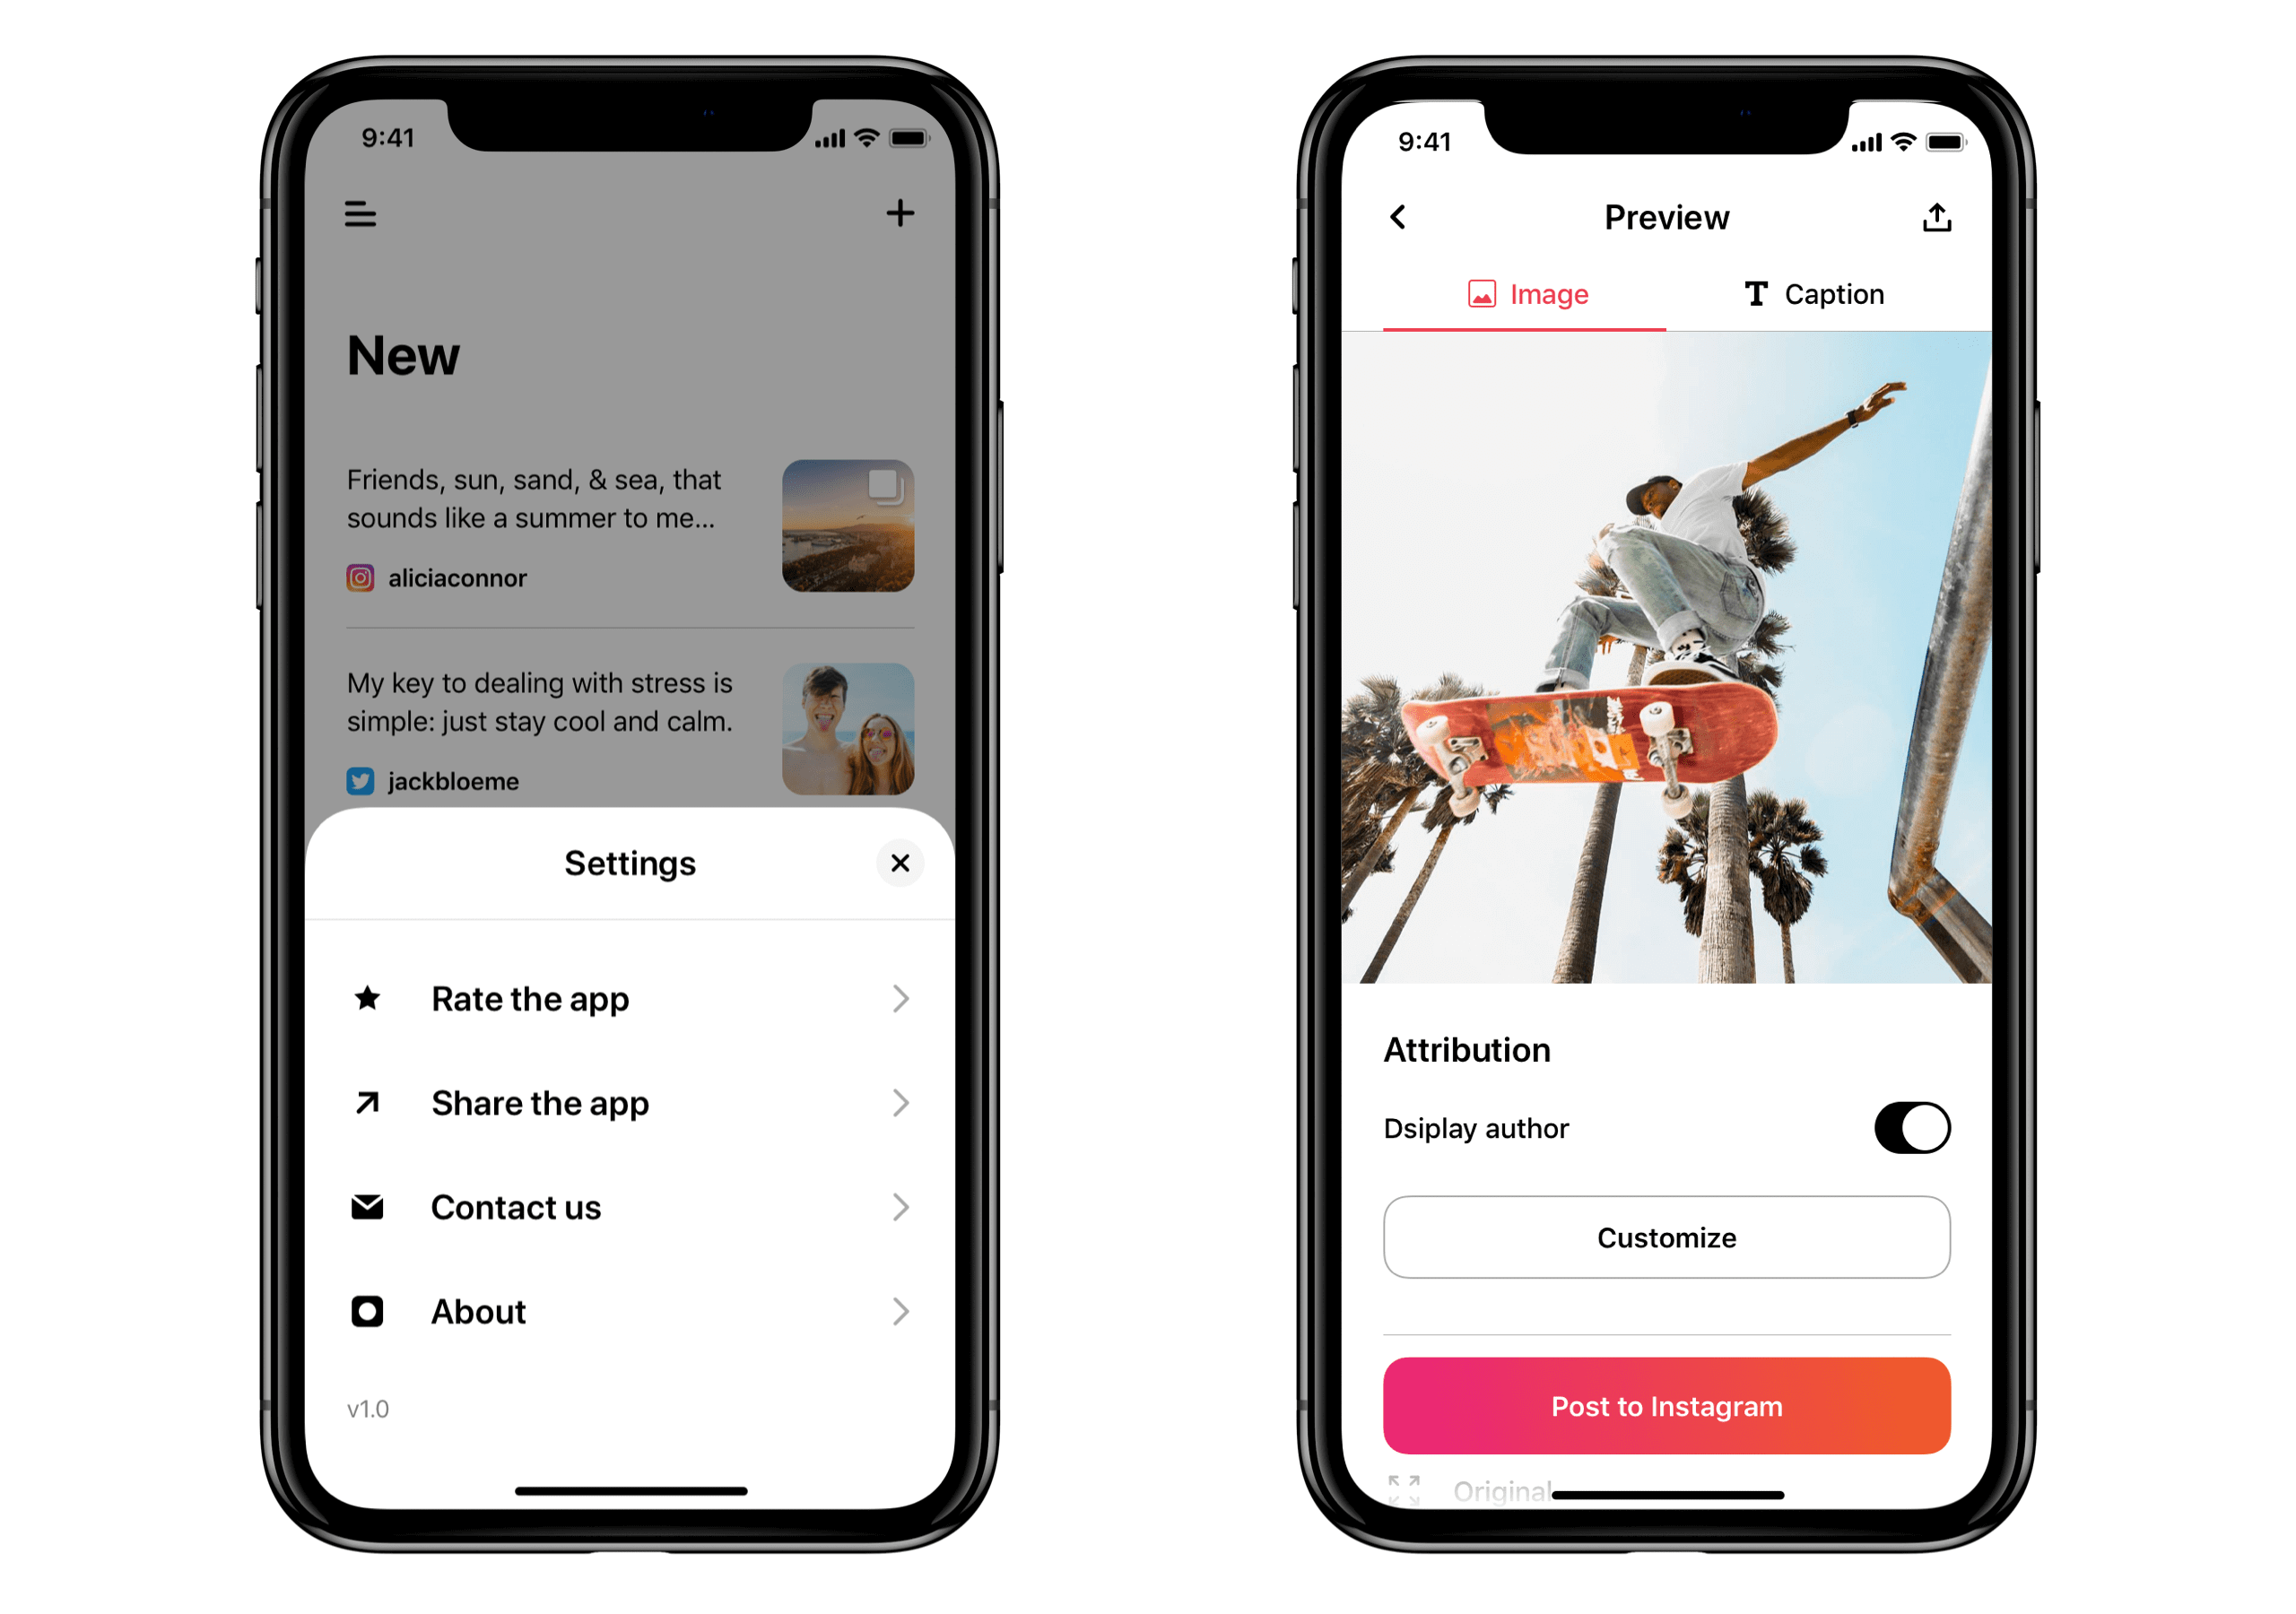 9:41
New
Friends, sun, sand, & sea, that
sounds like a summer to me...
aliciaconnor
My key to dealing with stress is
simple: just stay cool and calm.
jackbloeme
Settings
Rate the app
Share the app
Contact us
About
v1.0
9:41
Preview
Image
Caption
Attribution
Dsiplay author
Customize
Post to Instagram
Original